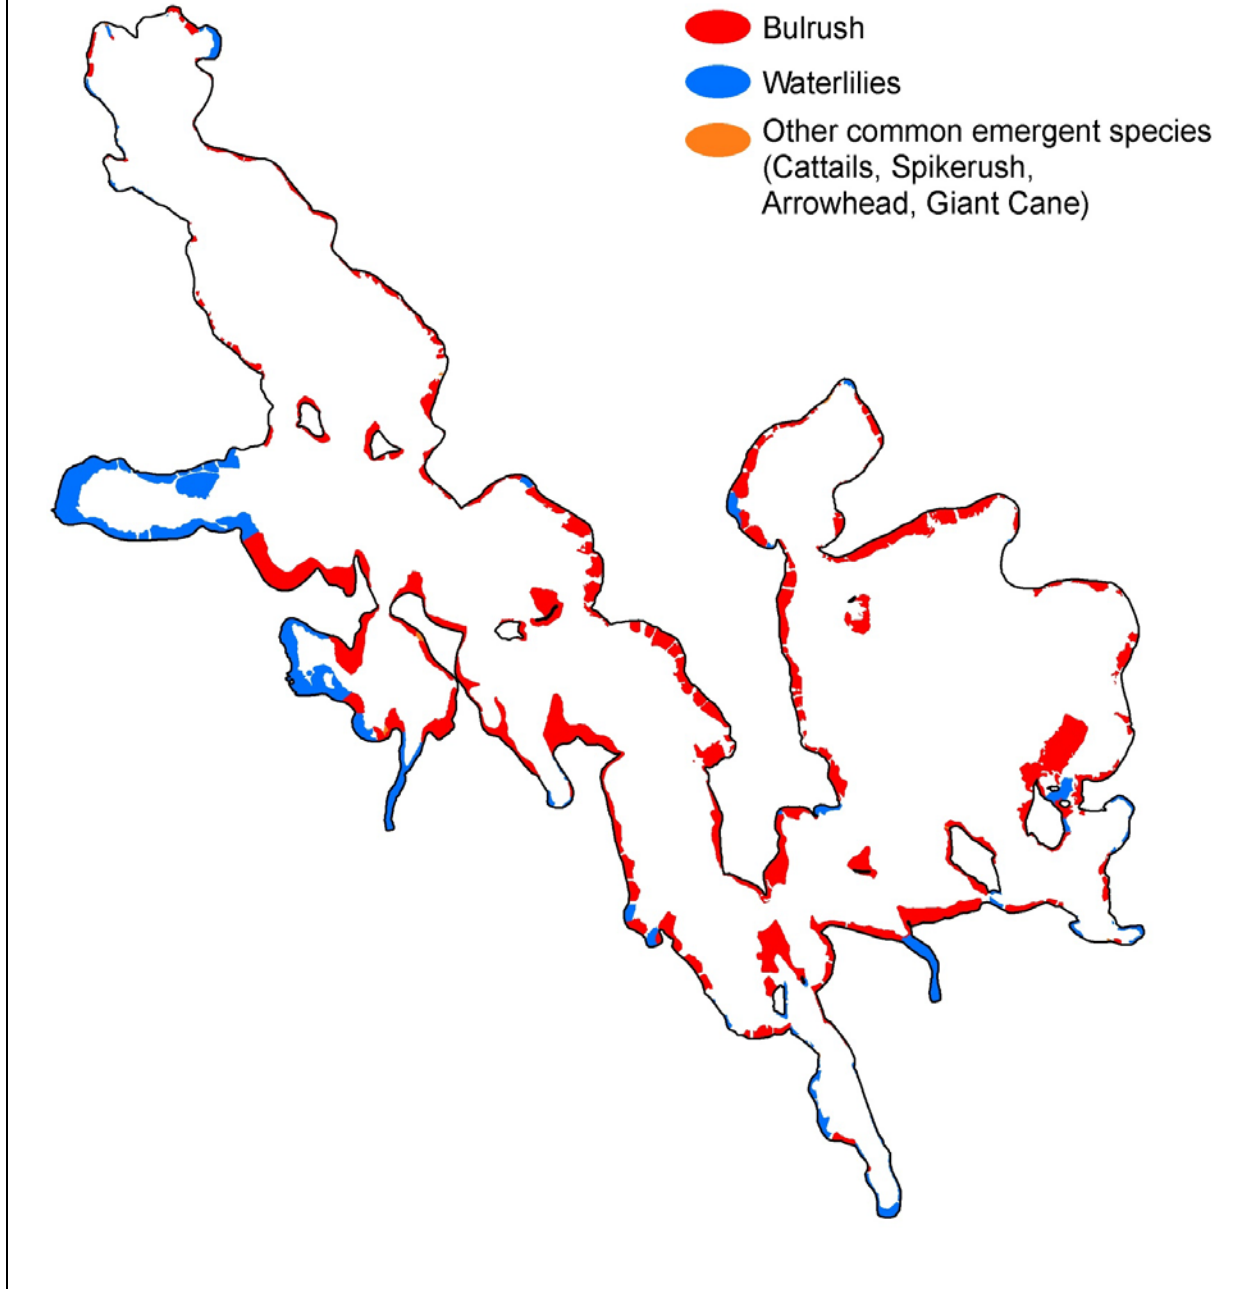 Bulrush
Waterlilies
Other common emergent species
(Cattails, Spikerush,
Arrowhead, Giant Cane)